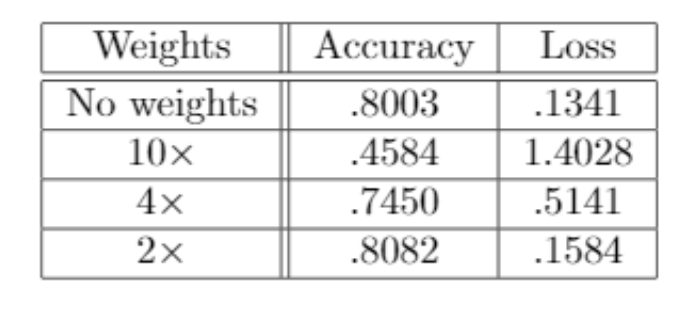 Weights Accuracy Loss
No weights .8003 .1341
10× .4584 1.4028
4× .7450 .5141
2× .8082 .1584